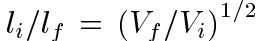 l_i/l_f = (V_f/V_i)^{1/2}